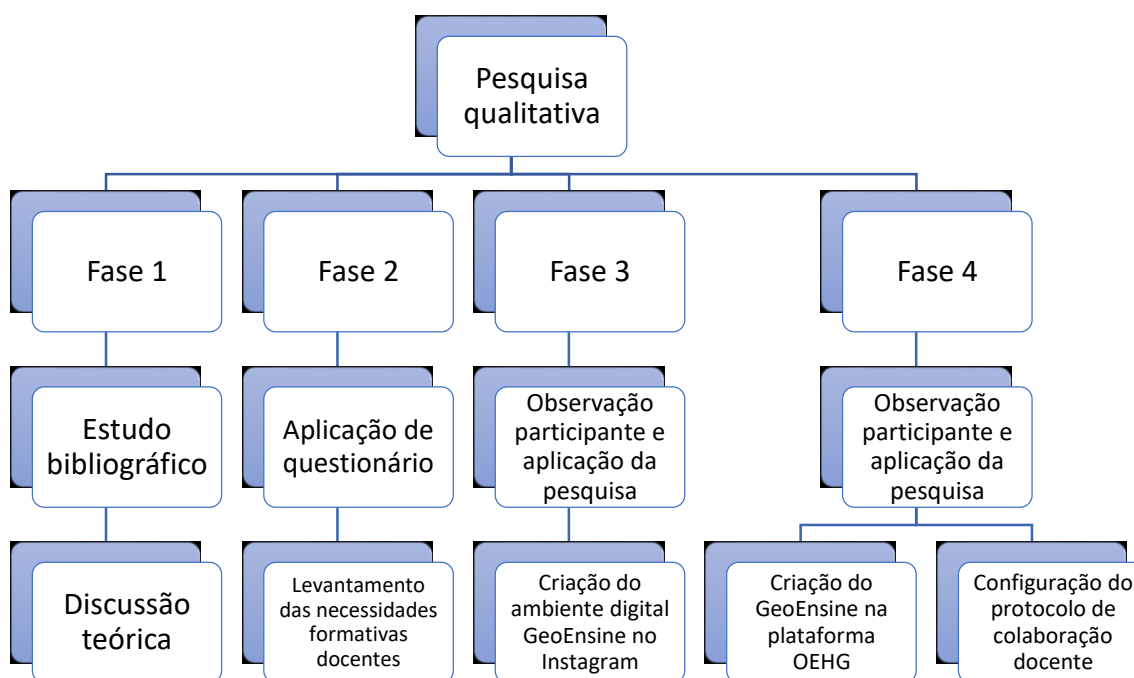 Pesquisa
qualitativa
Fase 1
Fase 2
Fase 3
Fase 4
Estudo
bibliográfico
Aplicação de
questionário
Observação
participante e
aplicação da
pesquisa
Observação
participante e
aplicação da
pesquisa
Discussão
teórica
Levantamento
das necessidades
formativas
docentes
Criação do
ambiente digital
GeoEnsine no
Instagram
Criação do
GeoEnsine na
plataforma
OEHG
Configuração do
protocolo de
colaboração
docente